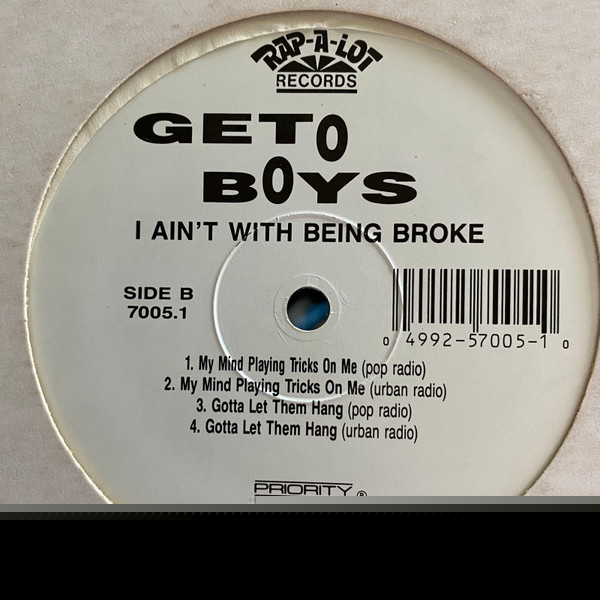 RAP-A-LOT
RECORDS
GETO
BOYS
I AIN'T WITH BEING BROKE
SIDE B
7005.1
0 4992-57005-1 0
1. My Mind Playing Tricks On Me (pop radio)
2. My Mind Playing Tricks On Me (urban radio)
3. Gotta Let Them Hang (pop radio)
4. Gotta Let Them Hang (urban radio)
PRIORITY ®